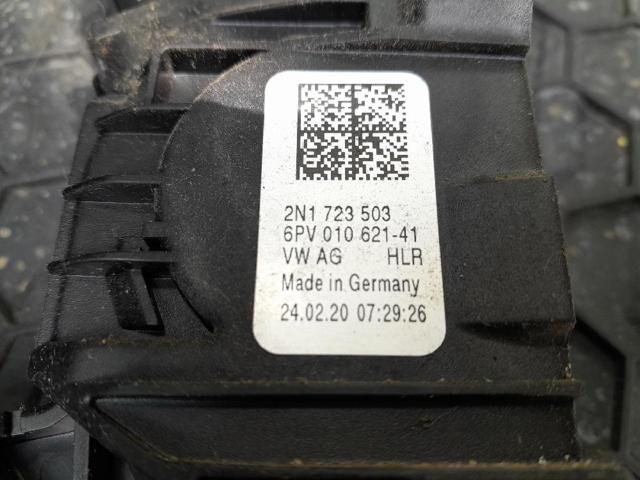 2N1 723 503
6PV 010 621-41
VW AG HLR
Made in Germany
24.02.20 07:29:26